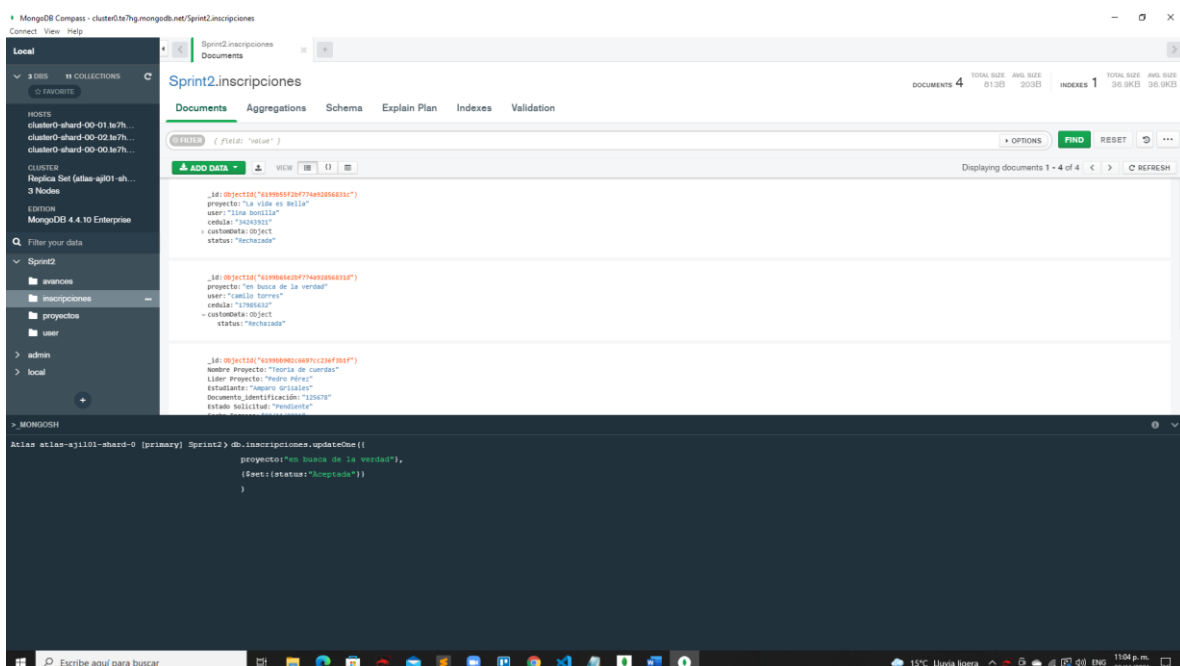 MongoDB Compass - cluster0.te7hg.mongodb.net/Sprint2.inscripciones
Connect View Help
Local
Sprint2.inscripciones
Documents
3 DBS 11 COLLECTIONS
FAVORITE
HOSTS
cluster0-shard-00-01.te7h...
cluster0-shard-00-02.te7h...
cluster0-shard-00-00.te7h...
CLUSTER
Replica Set (atlas-ajil01-sh...
3 Nodes
EDITION
MongoDB 4.4.10 Enterprise
Filter your data
Sprint2
avances
inscripciones
proyectos
user
admin
local
Sprint2.inscripciones
DOCUMENTS 4 TOTAL SIZE 813B AVG. SIZE 203B INDEXES 1 TOTAL SIZE 36.9KB AVG. SIZE 36.9KB
Documents Aggregations Schema Explain Plan Indexes Validation
FILTER { field: 'value' } OPTIONS FIND RESET
ADD DATA VIEW Displaying documents 1 - 4 of 4 REFRESH
proyecto:"La vida es Bella"
user:"lina bonilla"
cedula:"34243921"
customData:Object
status:"Rechazada"
proyecto:"en busca de la verdad"
user:"camilo torres"
cedula:"17985632"
customData:Object
status:"Rechazada"
Nombre Proyecto:"Teoria de cuerdas"
Lider Proyecto:"Pedro Pérez"
Estudiante:"Amparo Grisales"
Documento_identificación:"125678"
Estado Solicitud:"Pendiente"
>_MONGOSH
Atlas atlas-ajil01-shard-0 [primary] Sprint2> db.inscripciones.updateOne({
proyecto:"en busca de la verdad"},
{$set:{status:"Aceptada"}}
)
Escribe aquí para buscar
15°C Lluvia ligera ENG 11:04 p. m.